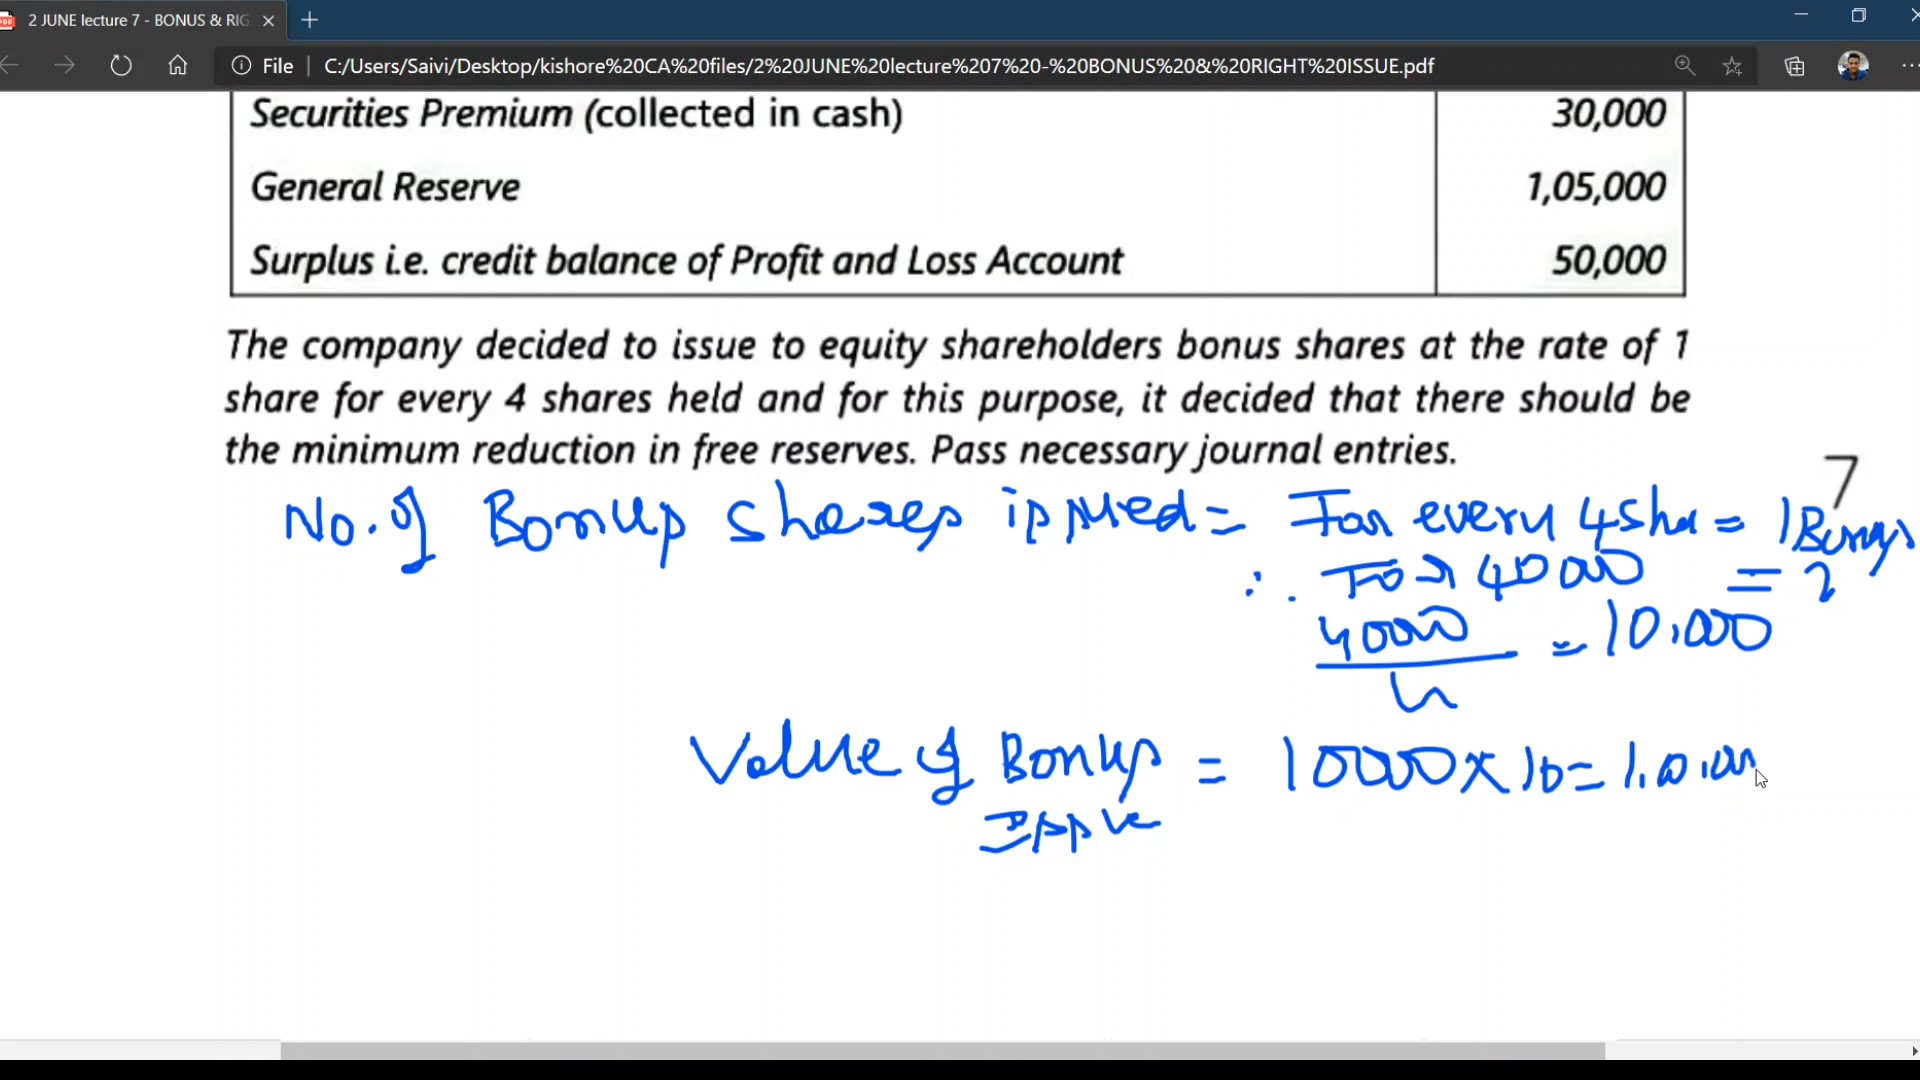 2 JUNE lecture 7 - BONUS & RIG
File C:/Users/Saivi/Desktop/kishore%20CA%20files/2%20JUNE%20lecture%207%20-%20BONUS%20&%20RIGHT%20ISSUE.pdf
Securities Premium (collected in cash) 30,000
General Reserve 1,05,000
Surplus i.e. credit balance of Profit and Loss Account 50,000
The company decided to issue to equity shareholders bonus shares at the rate of 1
share for every 4 shares held and for this purpose, it decided that there should be
the minimum reduction in free reserves. Pass necessary journal entries.
7
No. of Bonus shares issued = For every 4 sha = 1 Bonus
∴ For 40000 = ?
40000
= 10,000
4
Value of Bonus = 10000 x 10 = 1,0,00
Issue